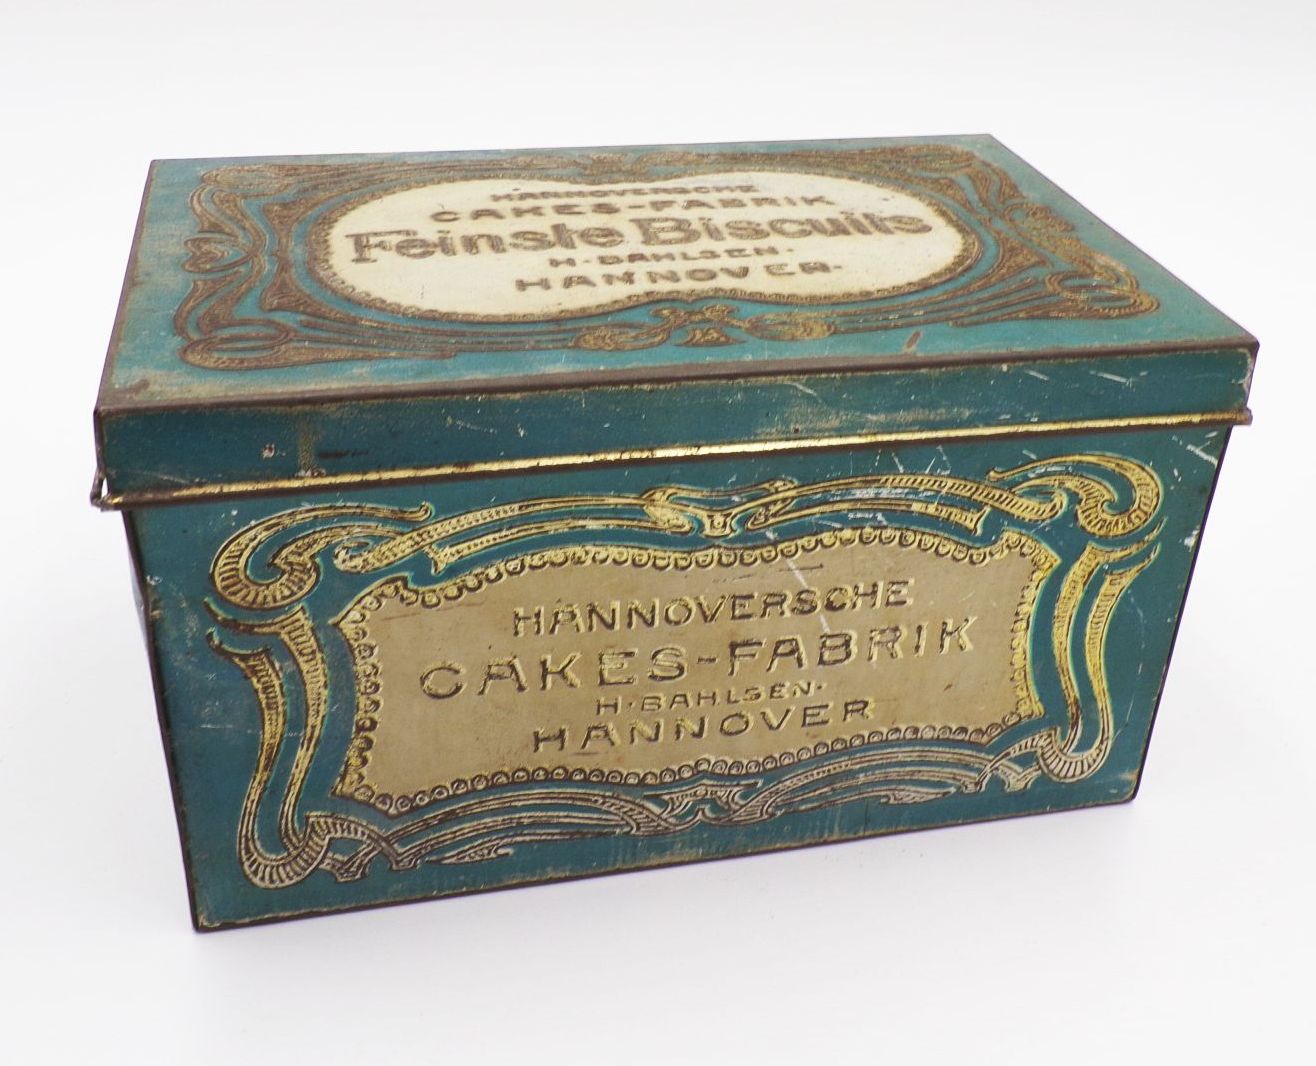 HANNOVERSCHE
CAKES-FABRIK
Feinste Biscuits
H. BAHLSEN.
HANNOVER.
HANNOVERSCHE
CAKES-FABRIK
H. BAHLSEN.
HANNOVER